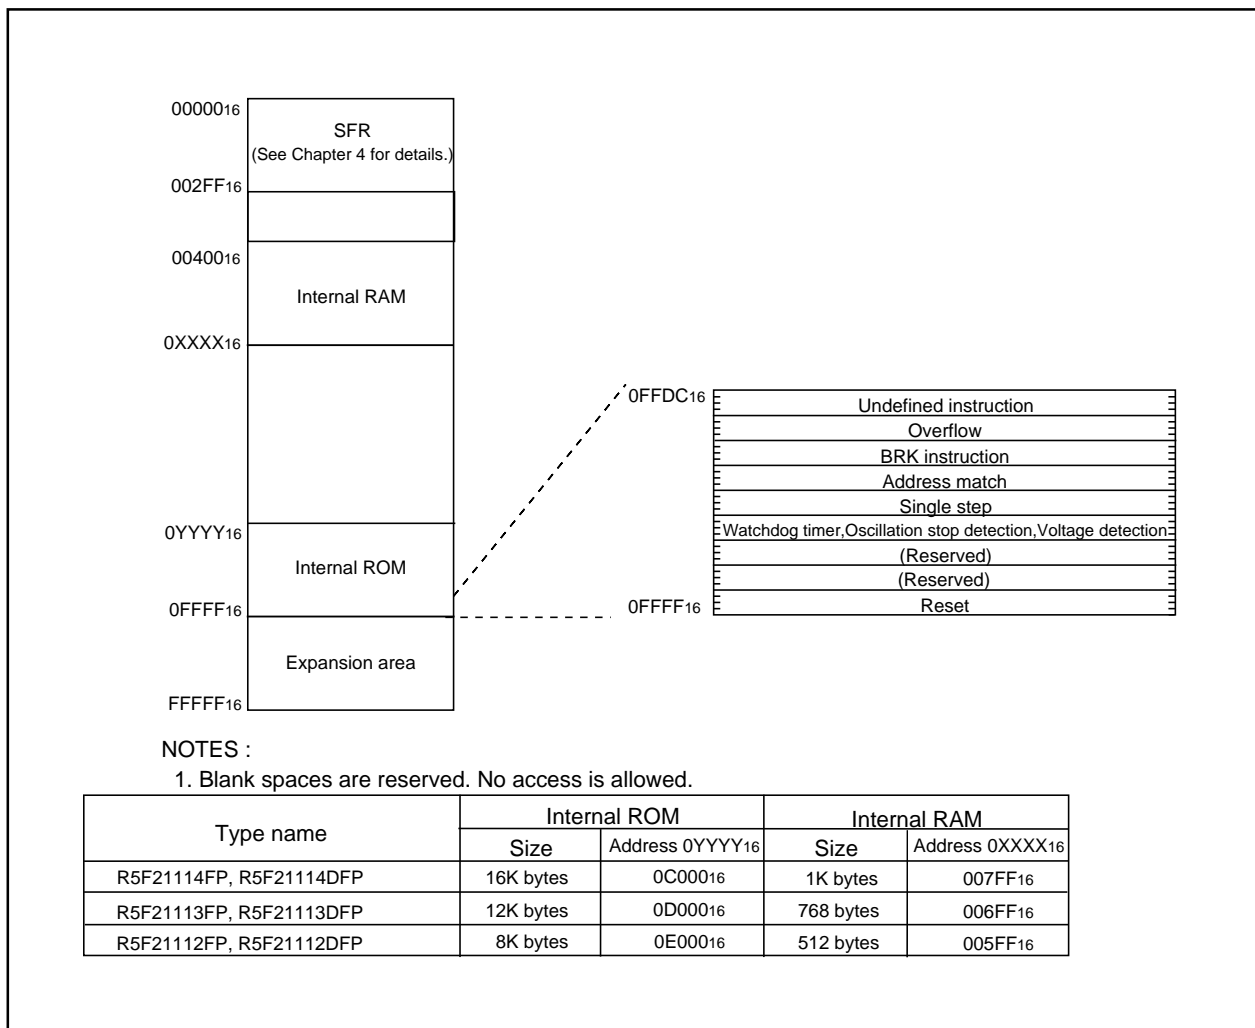 0000016
SFR
(See Chapter 4 for details.)
002FF16
0040016
Internal RAM
0XXXX16
0YYYY16
Internal ROM
0FFFF16
Expansion area
FFFFF16
0FFDC16
Undefined instruction
Overflow
BRK instruction
Address match
Single step
Watchdog timer,Oscillation stop detection,Voltage detection
(Reserved)
(Reserved)
0FFFF16
Reset
NOTES :
1. Blank spaces are reserved. No access is allowed.
Type name Internal ROM Internal RAM
Size Address 0YYYY16 Size Address 0XXXX16
R5F21114FP, R5F21114DFP 16K bytes 0C00016 1K bytes 007FF16
R5F21113FP, R5F21113DFP 12K bytes 0D00016 768 bytes 006FF16
R5F21112FP, R5F21112DFP 8K bytes 0E00016 512 bytes 005FF16